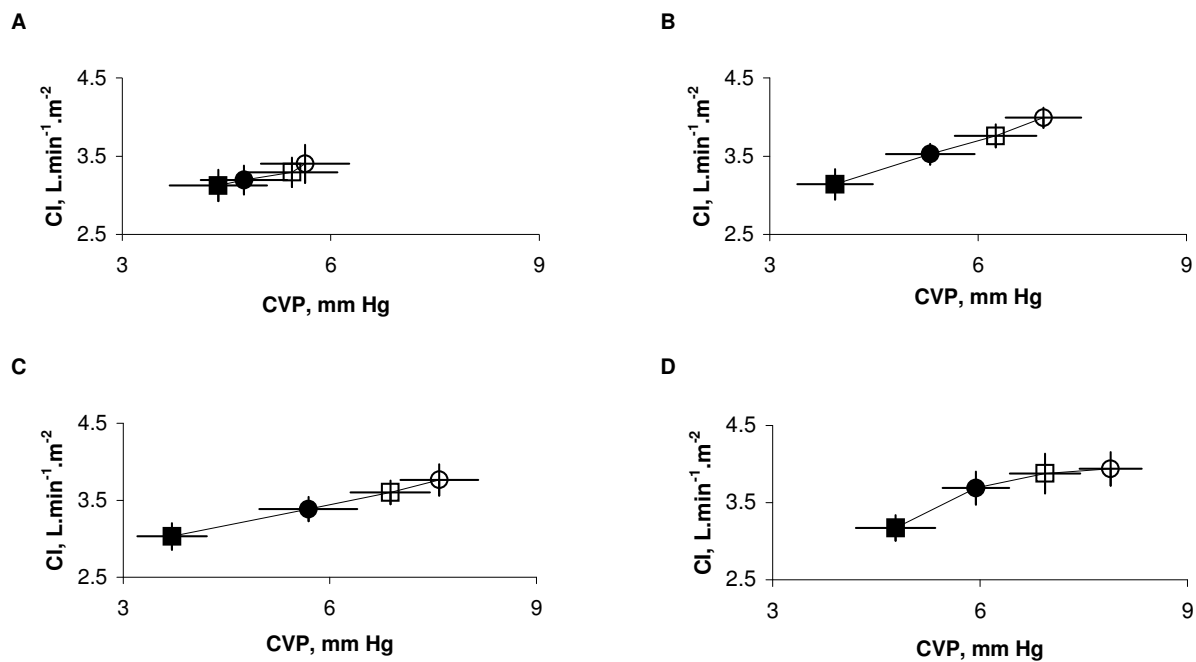 A
4.5
3.5
2.5
CI, L.min⁻¹.m⁻²
3 6 9
CVP, mm Hg
B
4.5
3.5
2.5
CI, L.min⁻¹.m⁻²
3 6 9
CVP, mm Hg
C
4.5
3.5
2.5
CI, L.min⁻¹.m⁻²
3 6 9
CVP, mm Hg
D
4.5
3.5
2.5
CI, L.min⁻¹.m⁻²
3 6 9
CVP, mm Hg